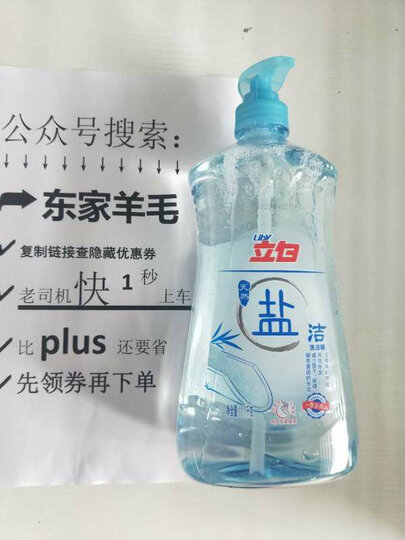 公众号搜索：
东家羊毛
复制链接查隐藏优惠券
老司机快1秒上车
比plus还要省
先领券再下单
Liby
立白
天然
盐
洁
洗洁精